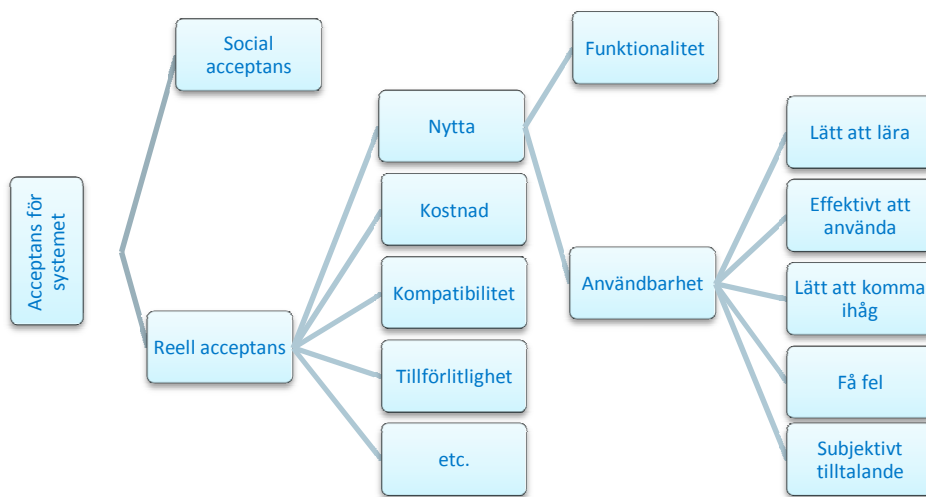 Acceptans för
systemet
Social
acceptans
Reell acceptans
Nytta
Kostnad
Kompatibilitet
Tillförlitlighet
etc.
Funktionalitet
Användbarhet
Lätt att lära
Effektivt att
använda
Lätt att komma
ihåg
Få fel
Subjektivt
tilltalande